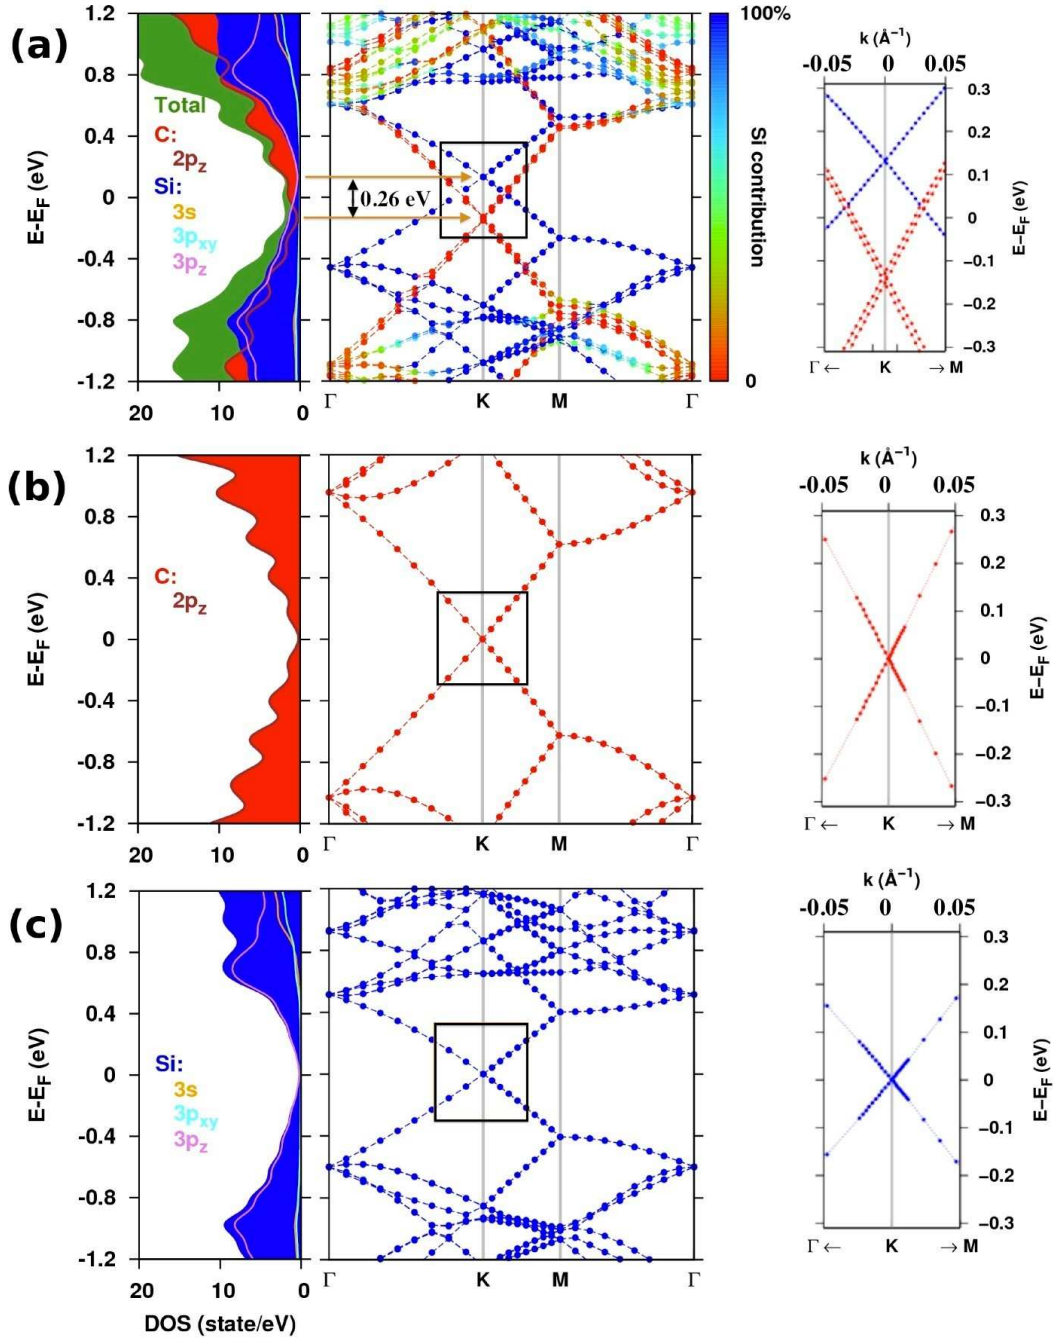 (a)
1.2
0.8
0.4
0
-0.4
-0.8
-1.2
E-E_F (eV)
Total
C:
2p_z
Si:
3s
3p_xy
3p_z
20 10 0
0.26 eV
Γ K M Γ
100%
Si contribution
0
k (Å⁻¹)
-0.05 0 0.05
0.3
0.2
0.1
0
−0.1
−0.2
−0.3
E−E_F (eV)
Γ ← K → M
(b)
1.2
0.8
0.4
0
-0.4
-0.8
-1.2
E-E_F (eV)
C:
2p_z
20 10 0
Γ K M Γ
k (Å⁻¹)
-0.05 0 0.05
0.3
0.2
0.1
0
−0.1
−0.2
−0.3
E−E_F (eV)
Γ ← K → M
(c)
1.2
0.8
0.4
0
-0.4
-0.8
-1.2
E-E_F (eV)
Si:
3s
3p_xy
3p_z
20 10 0
DOS (state/eV)
Γ K M Γ
k (Å⁻¹)
-0.05 0 0.05
0.3
0.2
0.1
0
−0.1
−0.2
−0.3
E−E_F (eV)
Γ ← K → M